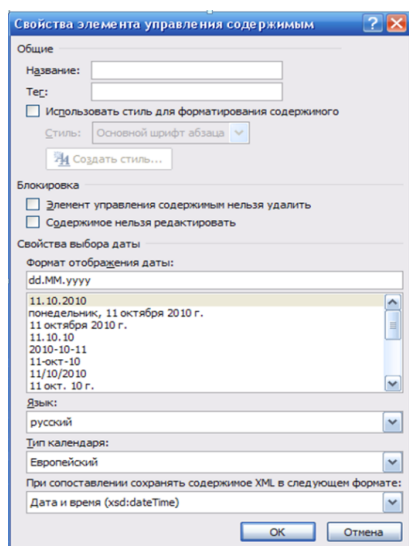 Свойства элемента управления содержимым
Общие
Название:
Тег:
Использовать стиль для форматирования содержимого
Стиль: Основной шрифт абзаца
Создать стиль...
Блокировка
Элемент управления содержимым нельзя удалить
Содержимое нельзя редактировать
Свойства выбора даты
Формат отображения даты:
dd.MM.yyyy
11.10.2010
понедельник, 11 октября 2010 г.
11 октября 2010 г.
11.10.10
2010-10-11
11-окт-10
11/10/2010
11 окт. 10 г.
Язык:
русский
Тип календаря:
Европейский
При сопоставлении сохранять содержимое XML в следующем формате:
Дата и время (xsd:dateTime)
ОК Отмена